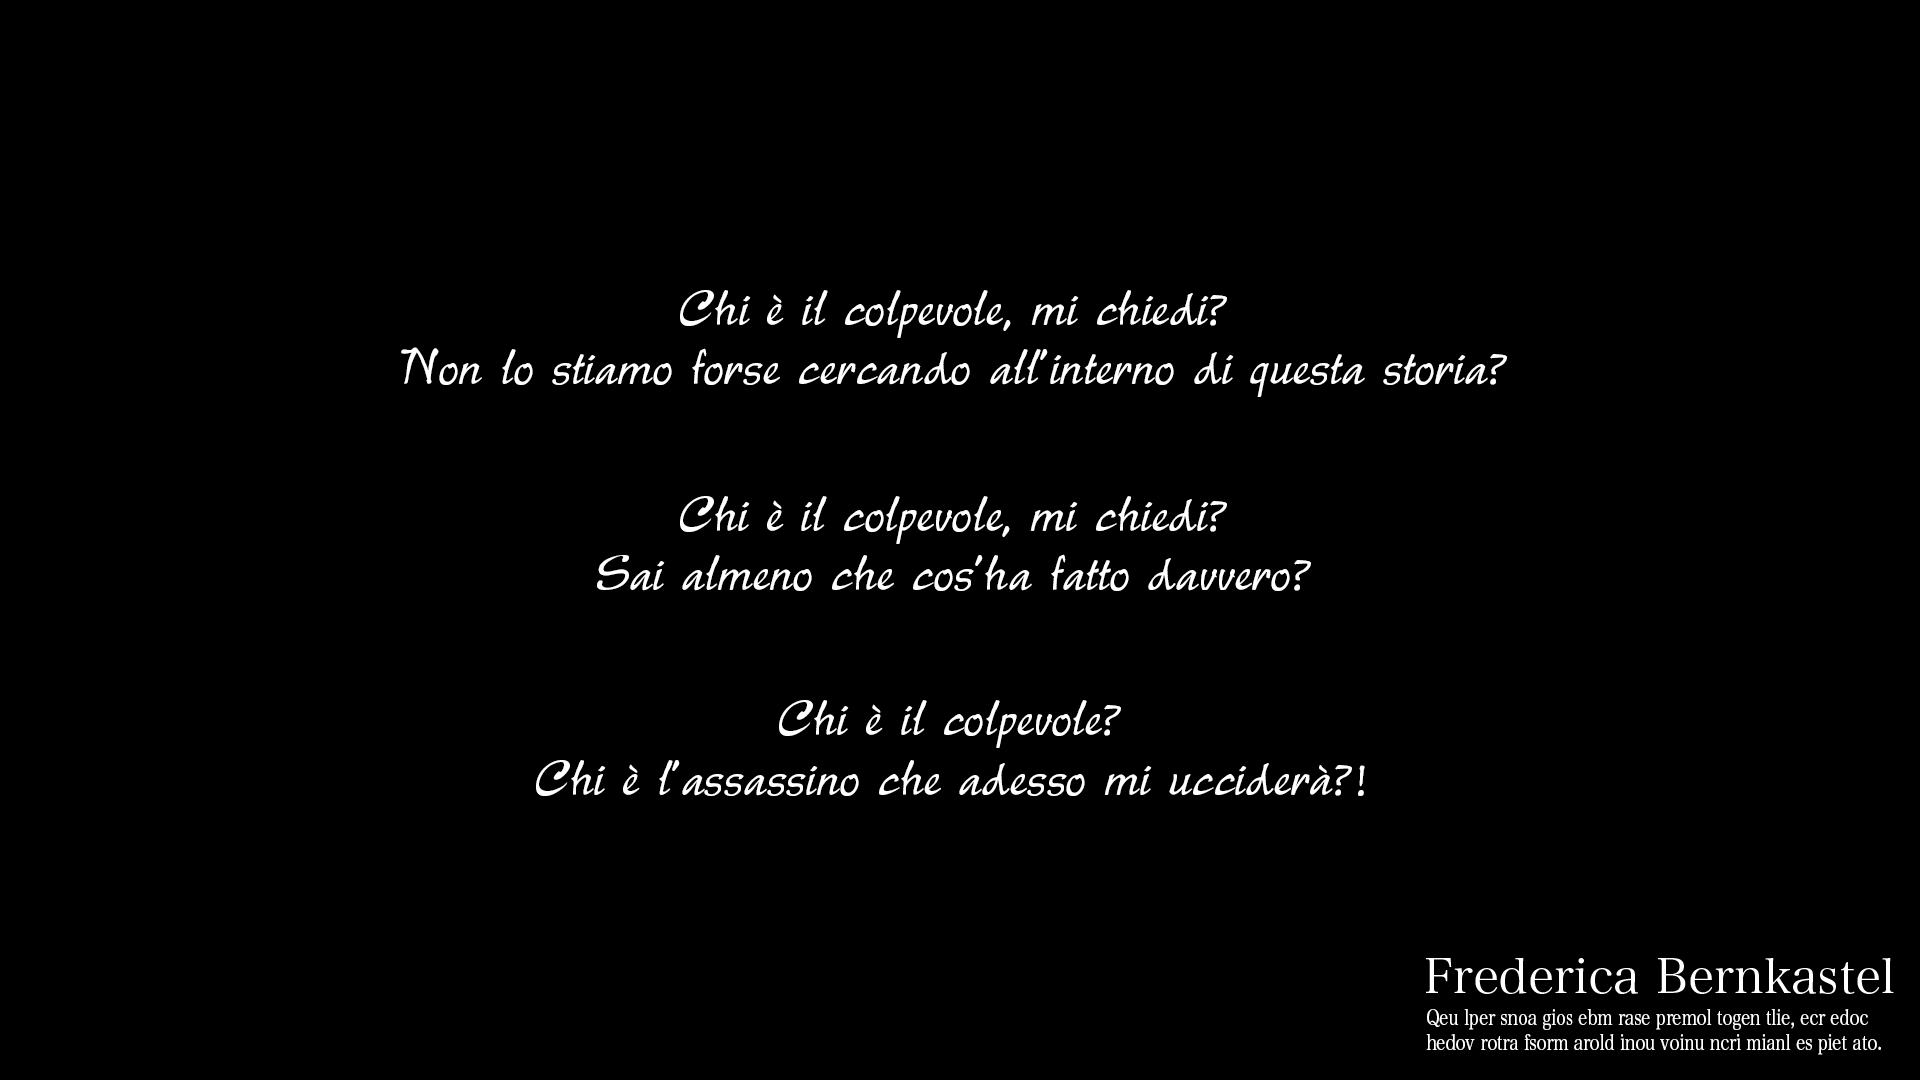 Chi è il colpevole, mi chiedi?
Non lo stiamo forse cercando all'interno di questa storia?
Chi è il colpevole, mi chiedi?
Sai almeno che cos'ha fatto davvero?
Chi è il colpevole?
Chi è l'assassino che adesso mi ucciderà?!
Frederica Bernkastel
Qeu lper snoa gios ebm rase premol togen tlie, ecr edoc
hedov rotra fsorm arold inou voinu ncri mianl es piet ato.